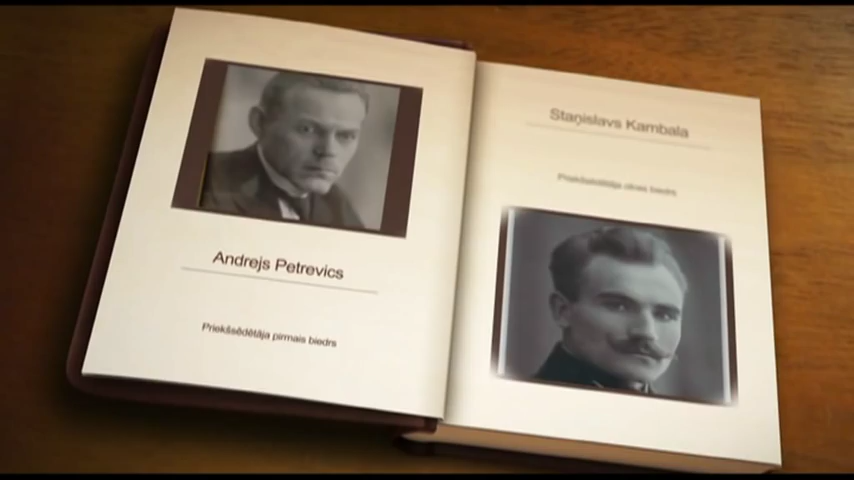 Andrejs Petrevics
Priekšsēdētāja pirmais biedrs
Staņislavs Kambala
Priekšsēdētāja otrais biedrs